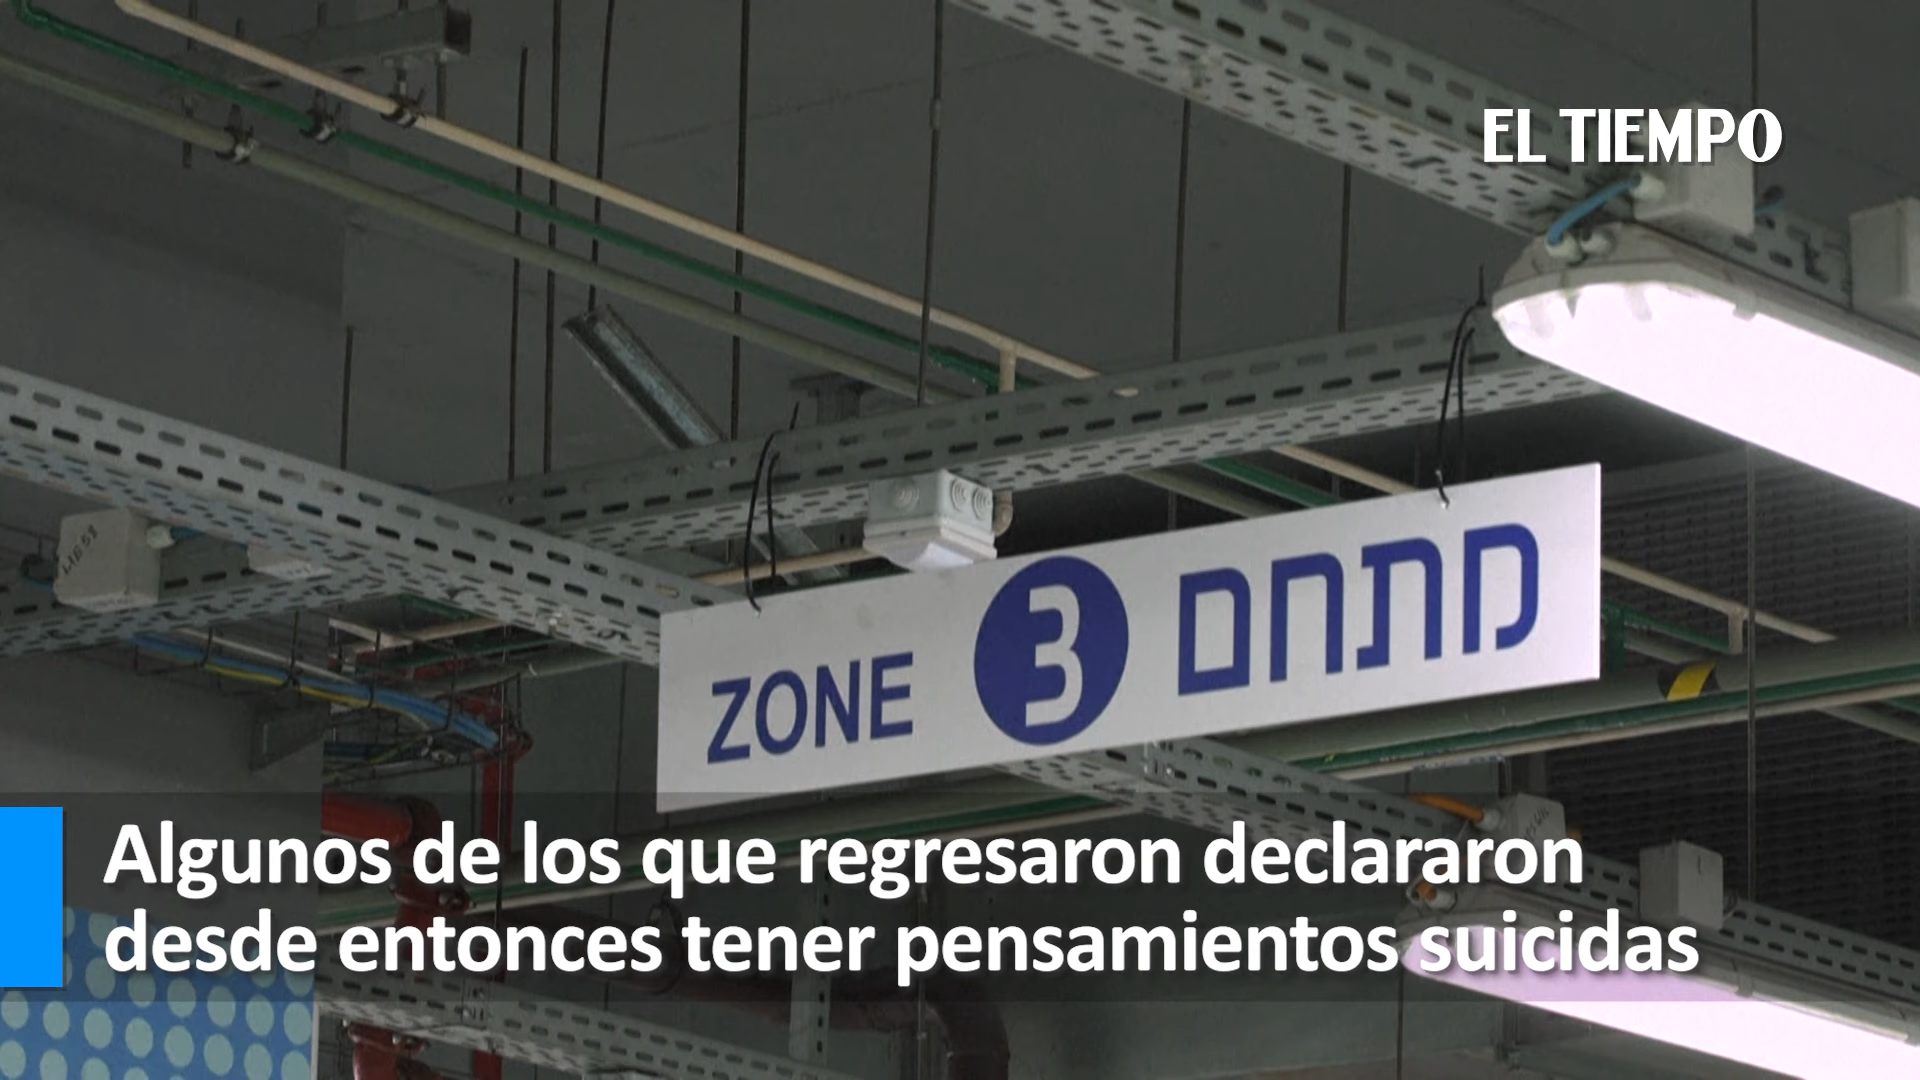 EL TIEMPO
ZONE 3 מתחם
Algunos de los que regresaron declararon
desde entonces tener pensamientos suicidas